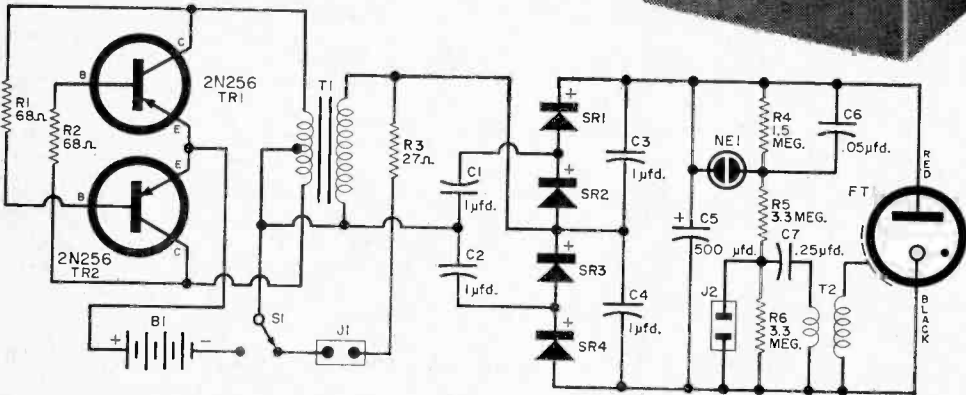 C
B
2N256
TR1
R1
68Ω
R2
68Ω
E
E
B
2N256
TR2
C
+
B1
-
S1
J1
T1
R3
27Ω
C1
1µfd.
C2
1µfd.
+
SR1
SR2
+
SR3
+
SR4
C3
1µfd.
C4
1µfd.
NE1
R4
1.5
MEG.
C6
.05µfd.
+
C5
500 µfd.
R5
3.3 MEG.
C7
.25µfd.
J2
R6
3.3
MEG.
T2
FT
RED
BLACK